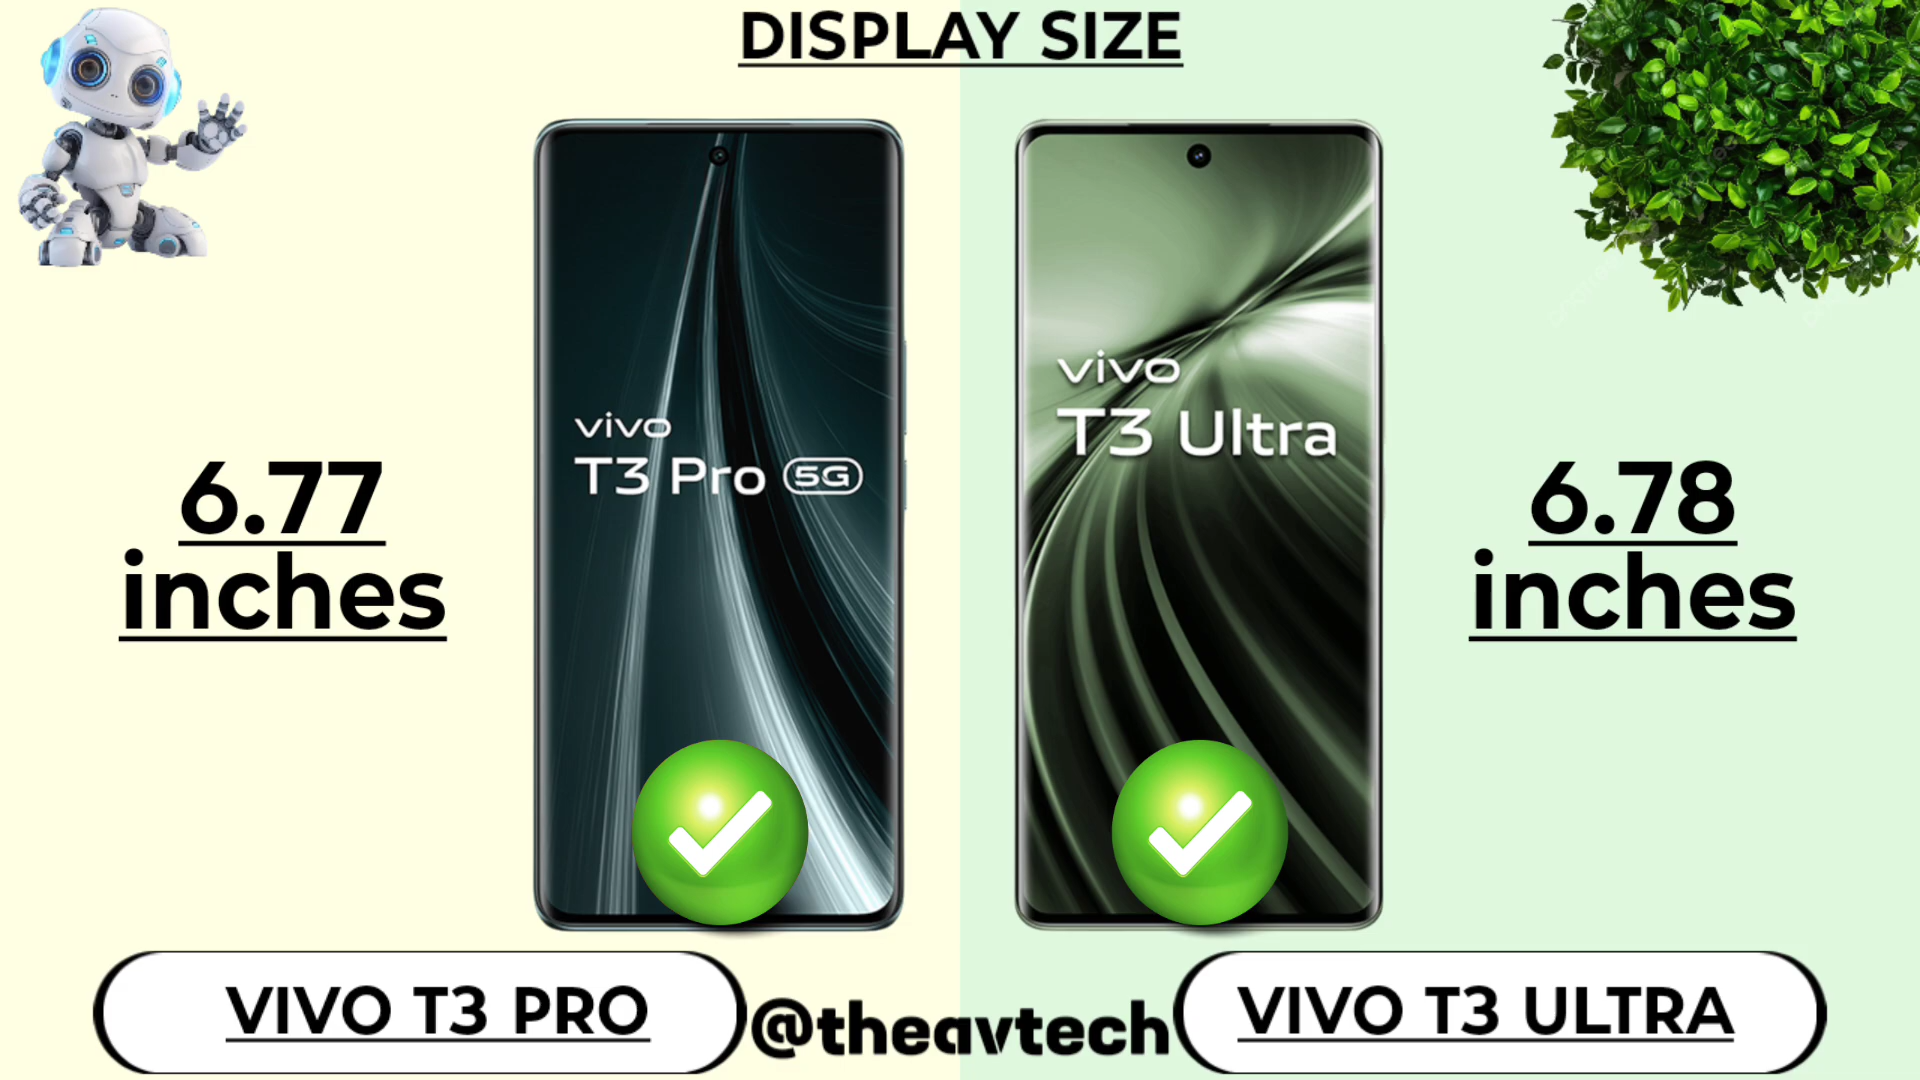 DISPLAY SIZE
vivo
T3 Pro 5G
vivo
T3 Ultra
6.77
inches
6.78
inches
VIVO T3 PRO
@theavtech
VIVO T3 ULTRA